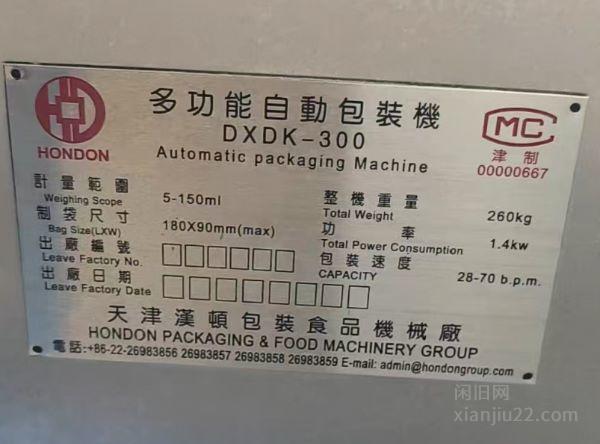 多功能自動包裝機
DXDK-300
Automatic packaging Machine
HONDON
MC
津制
00000667
計量範圍
Weighing Scope 5-150ml
制袋尺寸
Bag Size(LXW) 180X90mm(max)
出廠編號
Leave Factory No.
出廠日期
Leave Factory Date
整機重量
Total Weight 260kg
功率
Total Power Consumption 1.4kw
包裝速度
CAPACITY 28-70 b.p.m.
天津漢頓包裝食品機械廠
HONDON PACKAGING & FOOD MACHINERY GROUP
電話:+86-22-26983856 26983857 26983858 26983859 E-mail: admin@hondongroup.com
闲旧网
xianjiu22.com